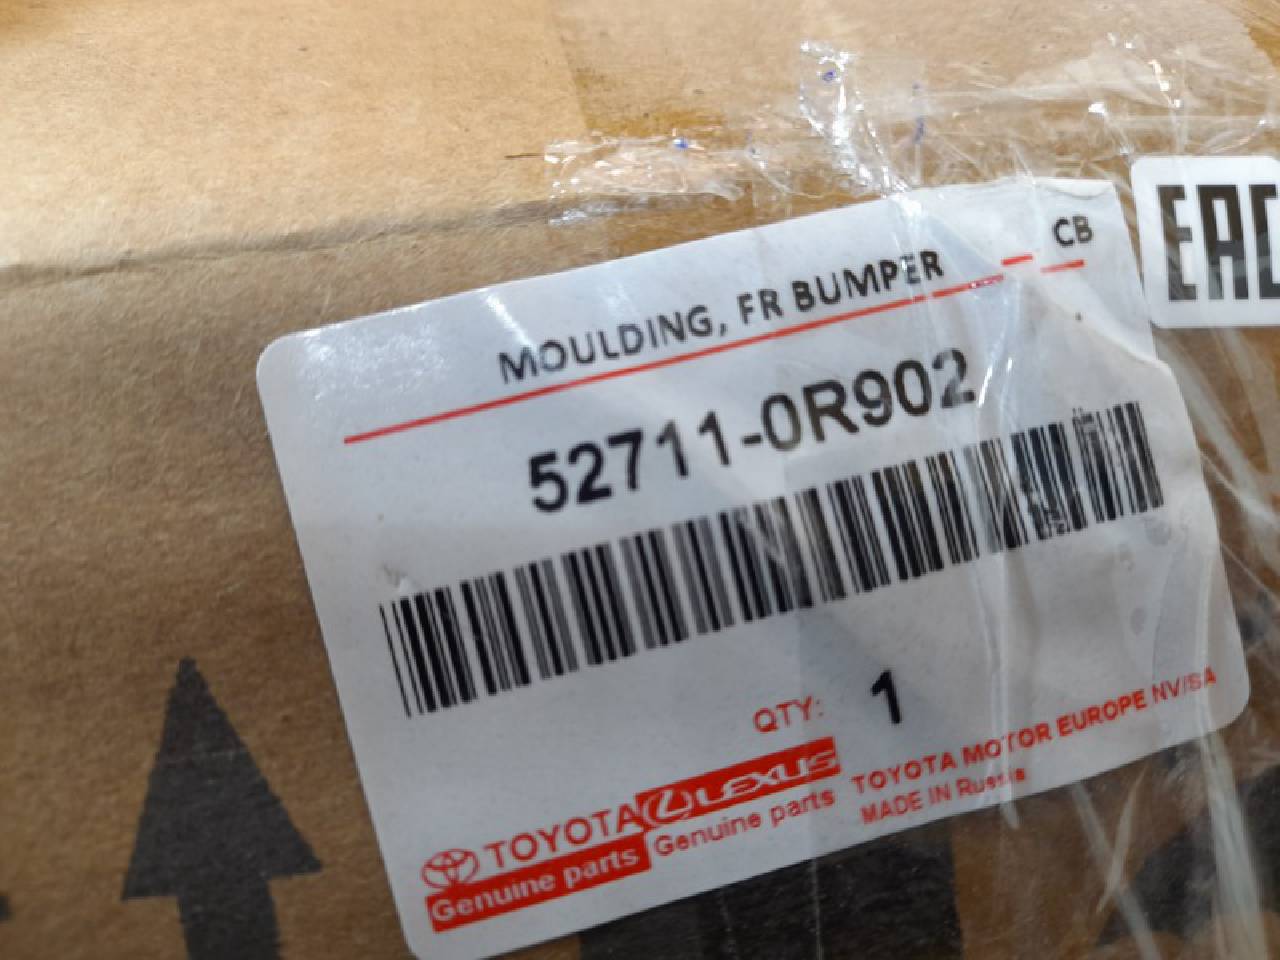 EAC
CB
MOULDING, FR BUMPER
52711-0R902
QTY: 1
TOYOTA LEXUS
Genuine parts Genuine parts
TOYOTA MOTOR EUROPE NV/SA
MADE IN Russia